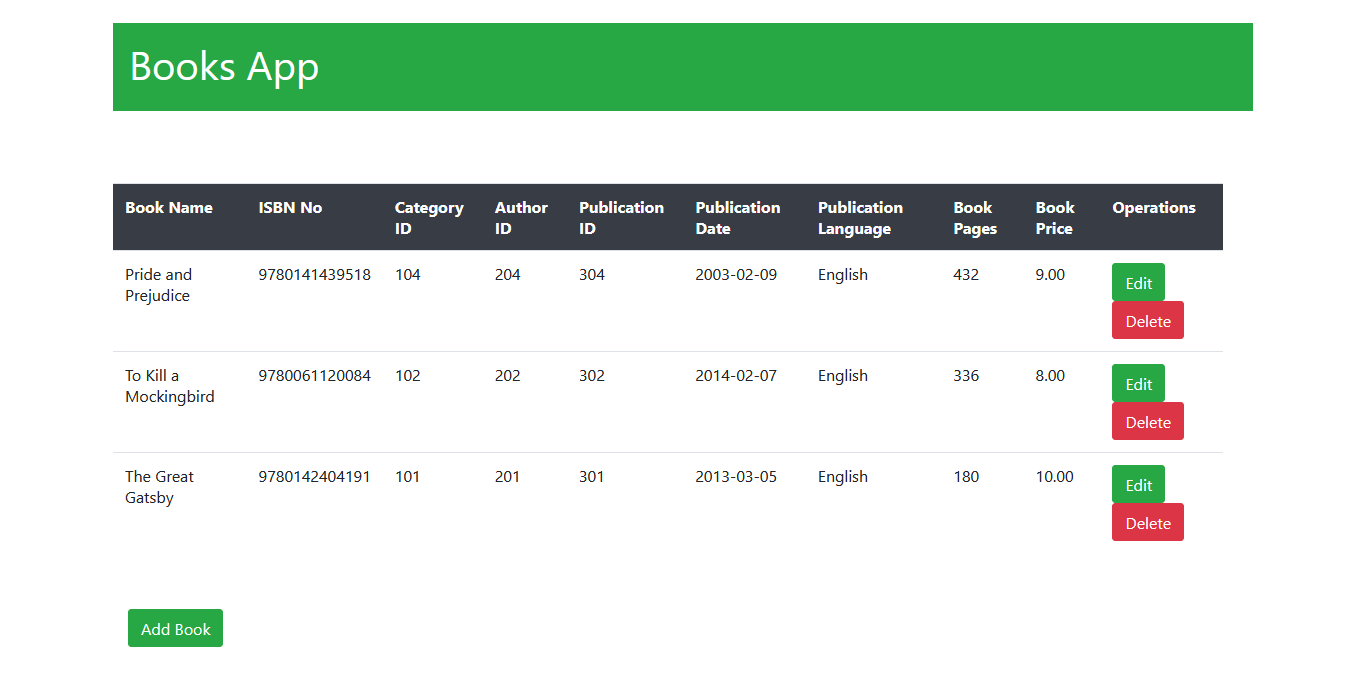 Books App
Book Name ISBN No Category ID Author ID Publication ID Publication Date Publication Language Book Pages Book Price Operations
Pride and Prejudice 9780141439518 104 204 304 2003-02-09 English 432 9.00 Edit Delete
To Kill a Mockingbird 9780061120084 102 202 302 2014-02-07 English 336 8.00 Edit Delete
The Great Gatsby 9780142404191 101 201 301 2013-03-05 English 180 10.00 Edit Delete
Add Book